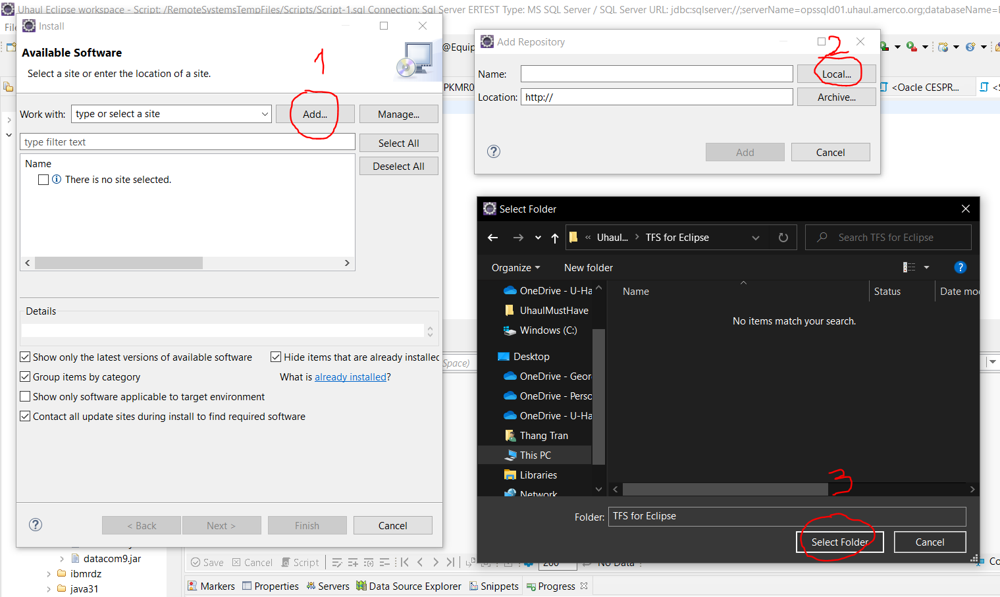 Uhaul Eclipse workspace - Script: /RemoteSystemsTempFiles/Scripts/Script-1.sql Connection: Sql Server ERTEST Type: MS SQL Server / SQL Server URL: jdbc:sqlserver://;serverName=opssqld01.uhaul.amerco.org;databaseName=
File
Install
Available Software
Select a site or enter the location of a site.
1
Work with:
type or select a site
Add...
Manage...
type filter text
Select All
Deselect All
Name
There is no site selected.
Details
Show only the latest versions of available software
Hide items that are already installed
Group items by category
What is already installed?
Show only software applicable to target environment
Contact all update sites during install to find required software
< Back
Next >
Finish
Cancel
@Equip
PKMR0
Add Repository
2
Name:
Local...
Location:
http://
Archive...
Add
Cancel
<Oacle CESPR...
<S
Select Folder
« Uhaul... > TFS for Eclipse
Search TFS for Eclipse
Organize
New folder
OneDrive - U-Ha
UhaulMustHave
Windows (C:)
Desktop
OneDrive - Geor
OneDrive - Perso
OneDrive - U-Ha
Thang Tran
This PC
Libraries
Network
Name
Status
Date mo
No items match your search.
3
Folder:
TFS for Eclipse
Select Folder
Cancel
Space)
datacom9.jar
ibmrdz
java31
Save
Cancel
Script
200
No Data
Co
Markers
Properties
Servers
Data Source Explorer
Snippets
Progress